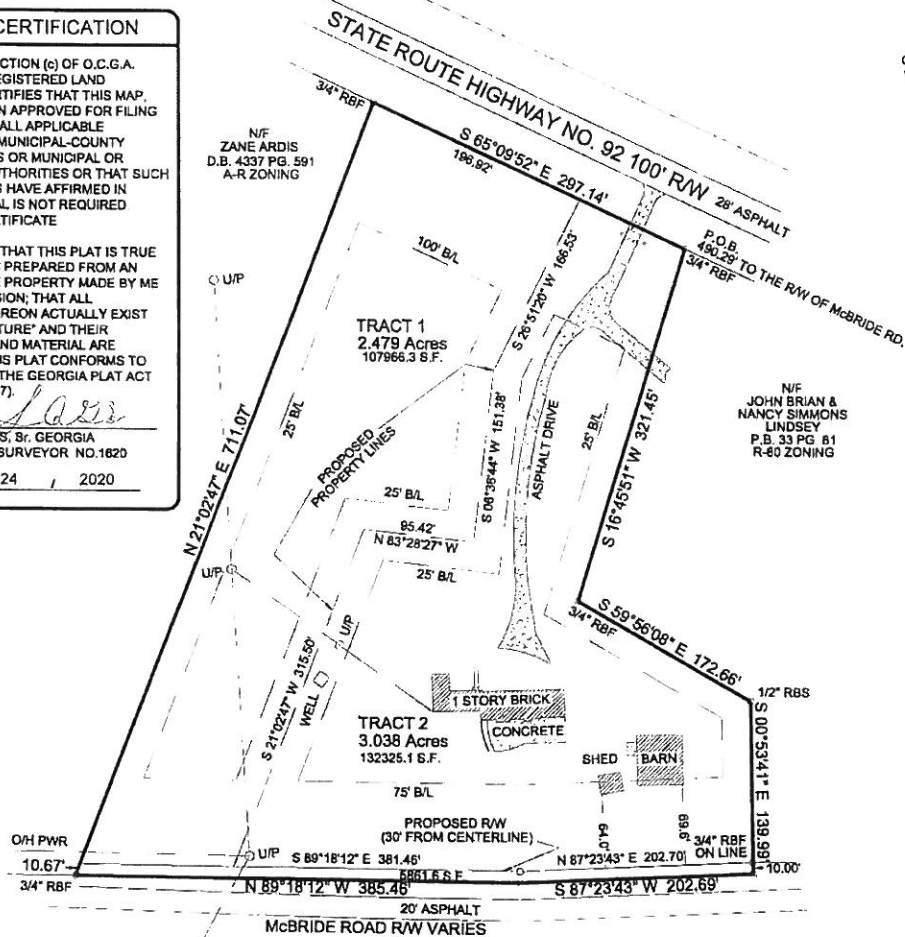 CERTIFICATION
CTION (c) OF O.C.G.A.
EGISTERED LAND
RTIFIES THAT THIS MAP,
N APPROVED FOR FILING
ALL APPLICABLE
MUNICIPAL-COUNTY
S OR MUNICIPAL OR
THORITIES OR THAT SUCH
S HAVE AFFIRMED IN
AL IS NOT REQUIRED
TIFICATE
THAT THIS PLAT IS TRUE
S PREPARED FROM AN
E PROPERTY MADE BY ME
SION; THAT ALL
EREON ACTUALLY EXIST
TURE" AND THEIR
ND MATERIAL ARE
IS PLAT CONFORMS TO
THE GEORGIA PLAT ACT
7).
S, Sr. GEORGIA
SURVEYOR NO.1620
24 / 2020
STATE ROUTE HIGHWAY NO. 92 100' R/W
28' ASPHALT
3/4" RBF
S 65°09'52" E 297.14'
196.92'
N/F
ZANE ARDIS
D.B. 4337 PG. 591
A-R ZONING
P.O.B.
490.29' TO THE R/W OF McBRIDE RD.
3/4" RBF
U/P
100' B/L
S 26°51'20" W 166.53'
TRACT 1
2.479 Acres
107966.3 S.F.
N/F
JOHN BRIAN &
NANCY SIMMONS
LINDSEY
P.B. 33 PG 61
R-80 ZONING
25' B/L
N 21°02'47" E 711.07'
PROPOSED
PROPERTY LINES
S 06°36'44" W 151.38'
ASPHALT DRIVE
25' B/L
S 16°45'51" W 321.45'
25' B/L
95.42'
N 83°28'27" W
25' B/L
U/P
U/P
3/4" RBF
S 59°56'08" E 172.66'
S 21°02'47" W 315.50'
WELL
1/2" RBS
1 STORY BRICK
CONCRETE
TRACT 2
3.038 Acres
132325.1 S.F.
SHED
BARN
S 00°53'41" E 139.99'
75' B/L
64.0'
69.6'
PROPOSED R/W
(30' FROM CENTERLINE)
3/4" RBF
ON LINE
O/H PWR
U/P
10.67'
S 89°18'12" E 381.46'
N 87°23'43" E 202.70'
10.00'
5861.6 S.F.
3/4" RBF
N 89°18'12" W 385.46'
S 87°23'43" W 202.69'
20' ASPHALT
McBRIDE ROAD R/W VARIES